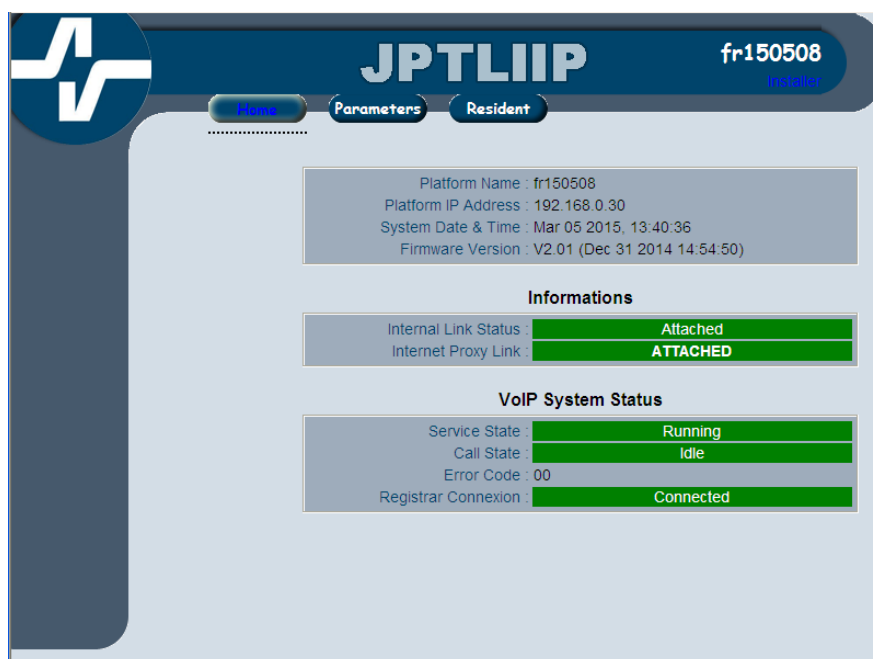 JPTLIIP
fr150508
Installer
Home Parameters Resident
Platform Name : fr150508
Platform IP Address : 192.168.0.30
System Date & Time : Mar 05 2015, 13:40:36
Firmware Version : V2.01 (Dec 31 2014 14:54:50)
Informations
Internal Link Status : Attached
Internet Proxy Link : ATTACHED
VoIP System Status
Service State : Running
Call State : Idle
Error Code : 00
Registrar Connexion : Connected